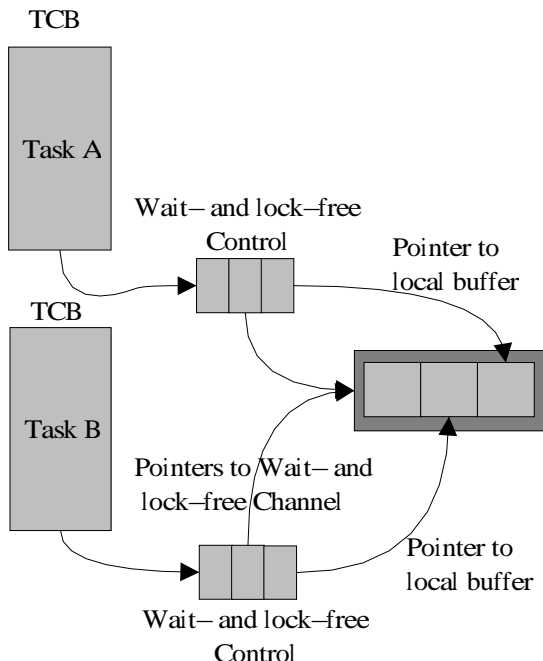 TCB
Task A
Wait– and lock–free
Control
Pointer to
local buffer
TCB
Task B
Pointers to Wait– and
lock–free Channel
Pointer to
local buffer
Wait– and lock–free
Control